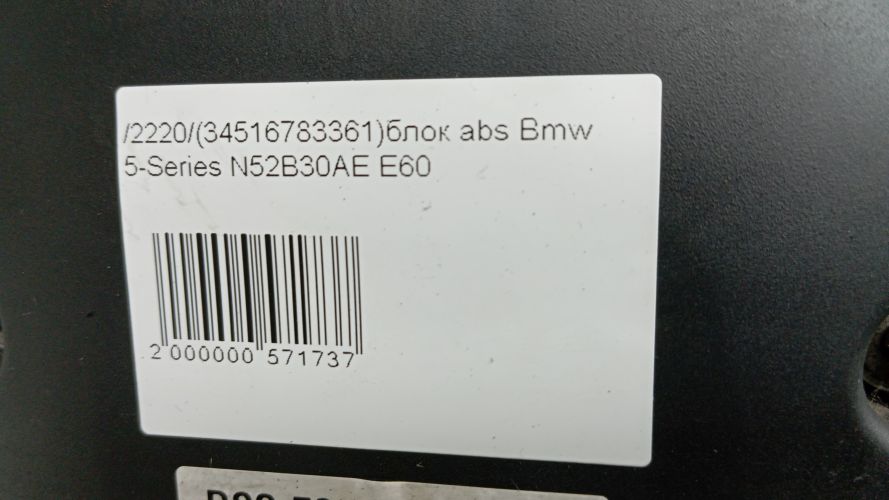 /2220/(34516783361)блок abs Bmw
5-Series N52B30AE E60
2 000000 571737